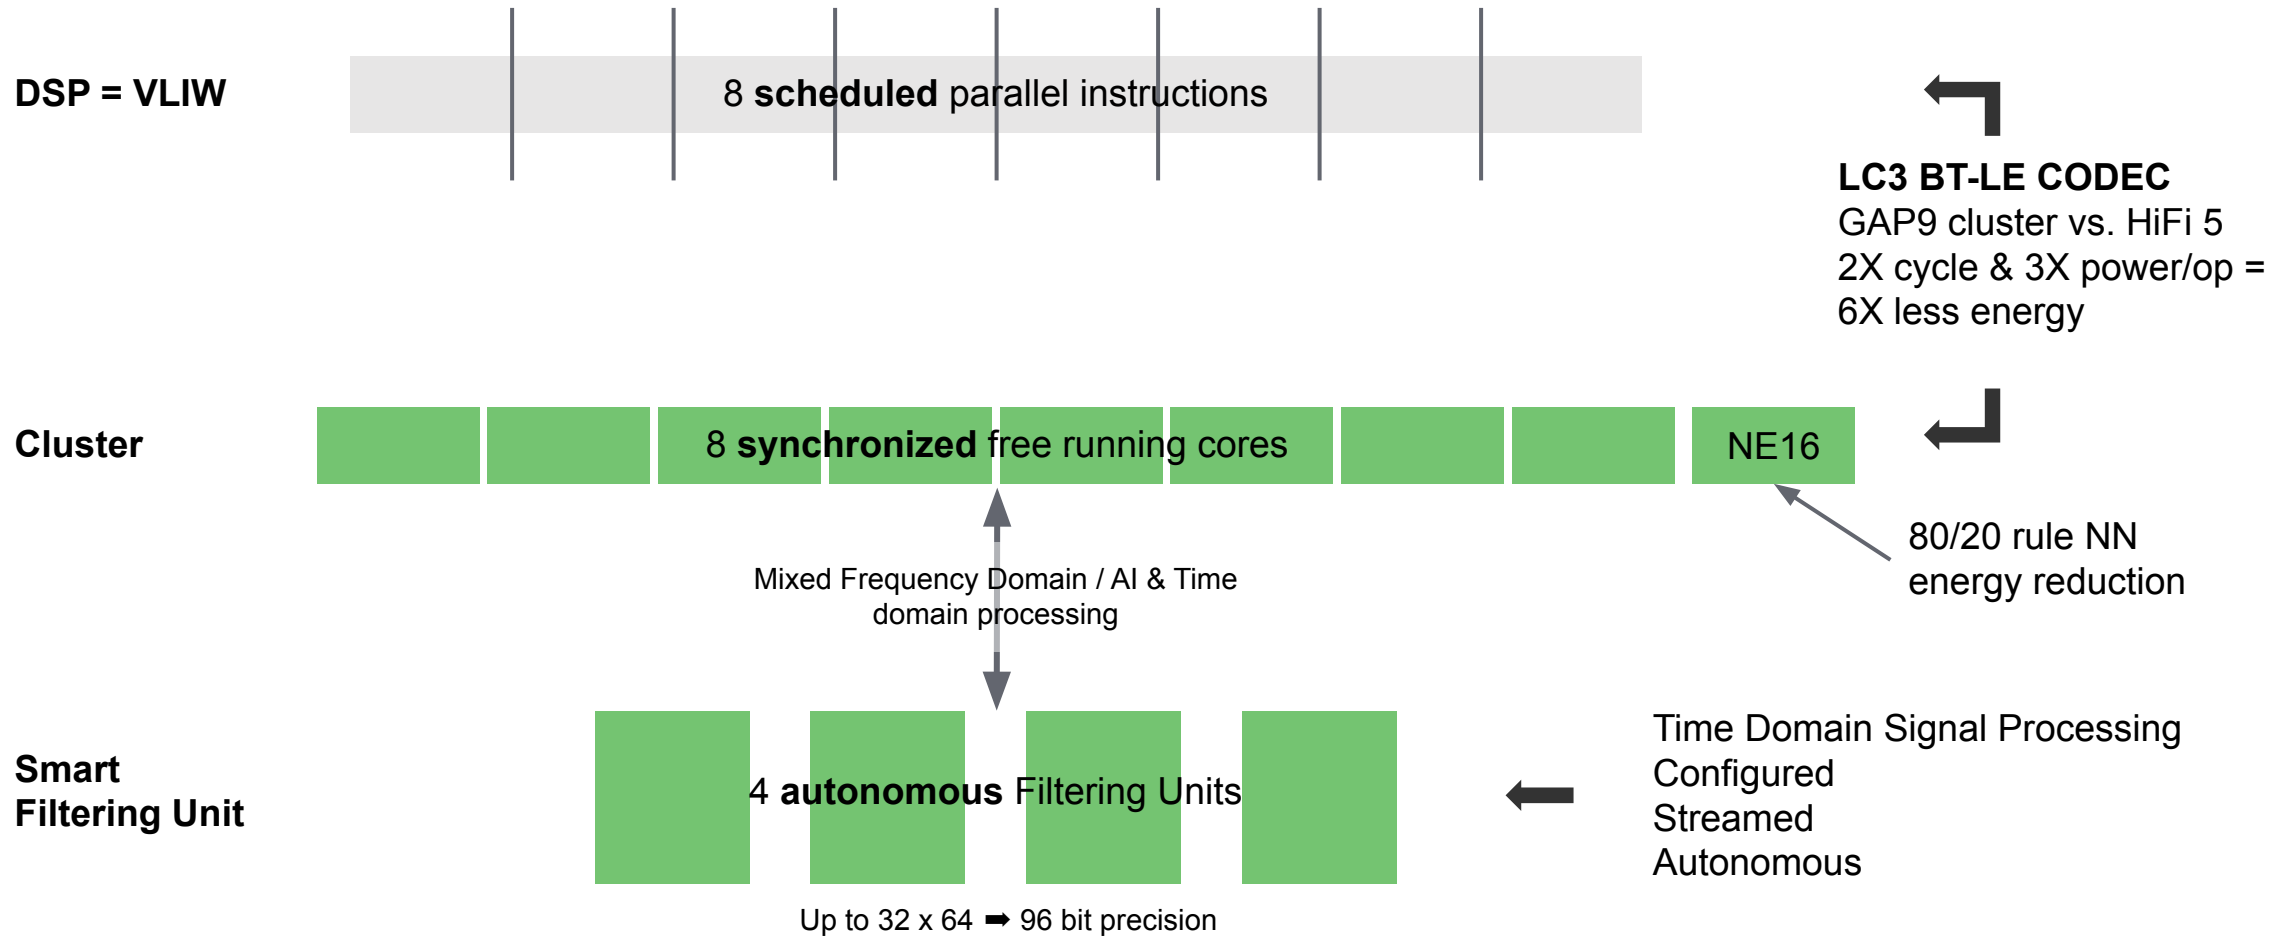 DSP = VLIW
8 scheduled parallel instructions
LC3 BT-LE CODEC
GAP9 cluster vs. HiFi 5
2X cycle & 3X power/op =
6X less energy
Cluster
8 synchronized free running cores
NE16
80/20 rule NN
energy reduction
Mixed Frequency Domain / AI & Time
domain processing
Smart
Filtering Unit
4 autonomous Filtering Units
Time Domain Signal Processing
Configured
Streamed
Autonomous
Up to 32 x 64 ➡ 96 bit precision